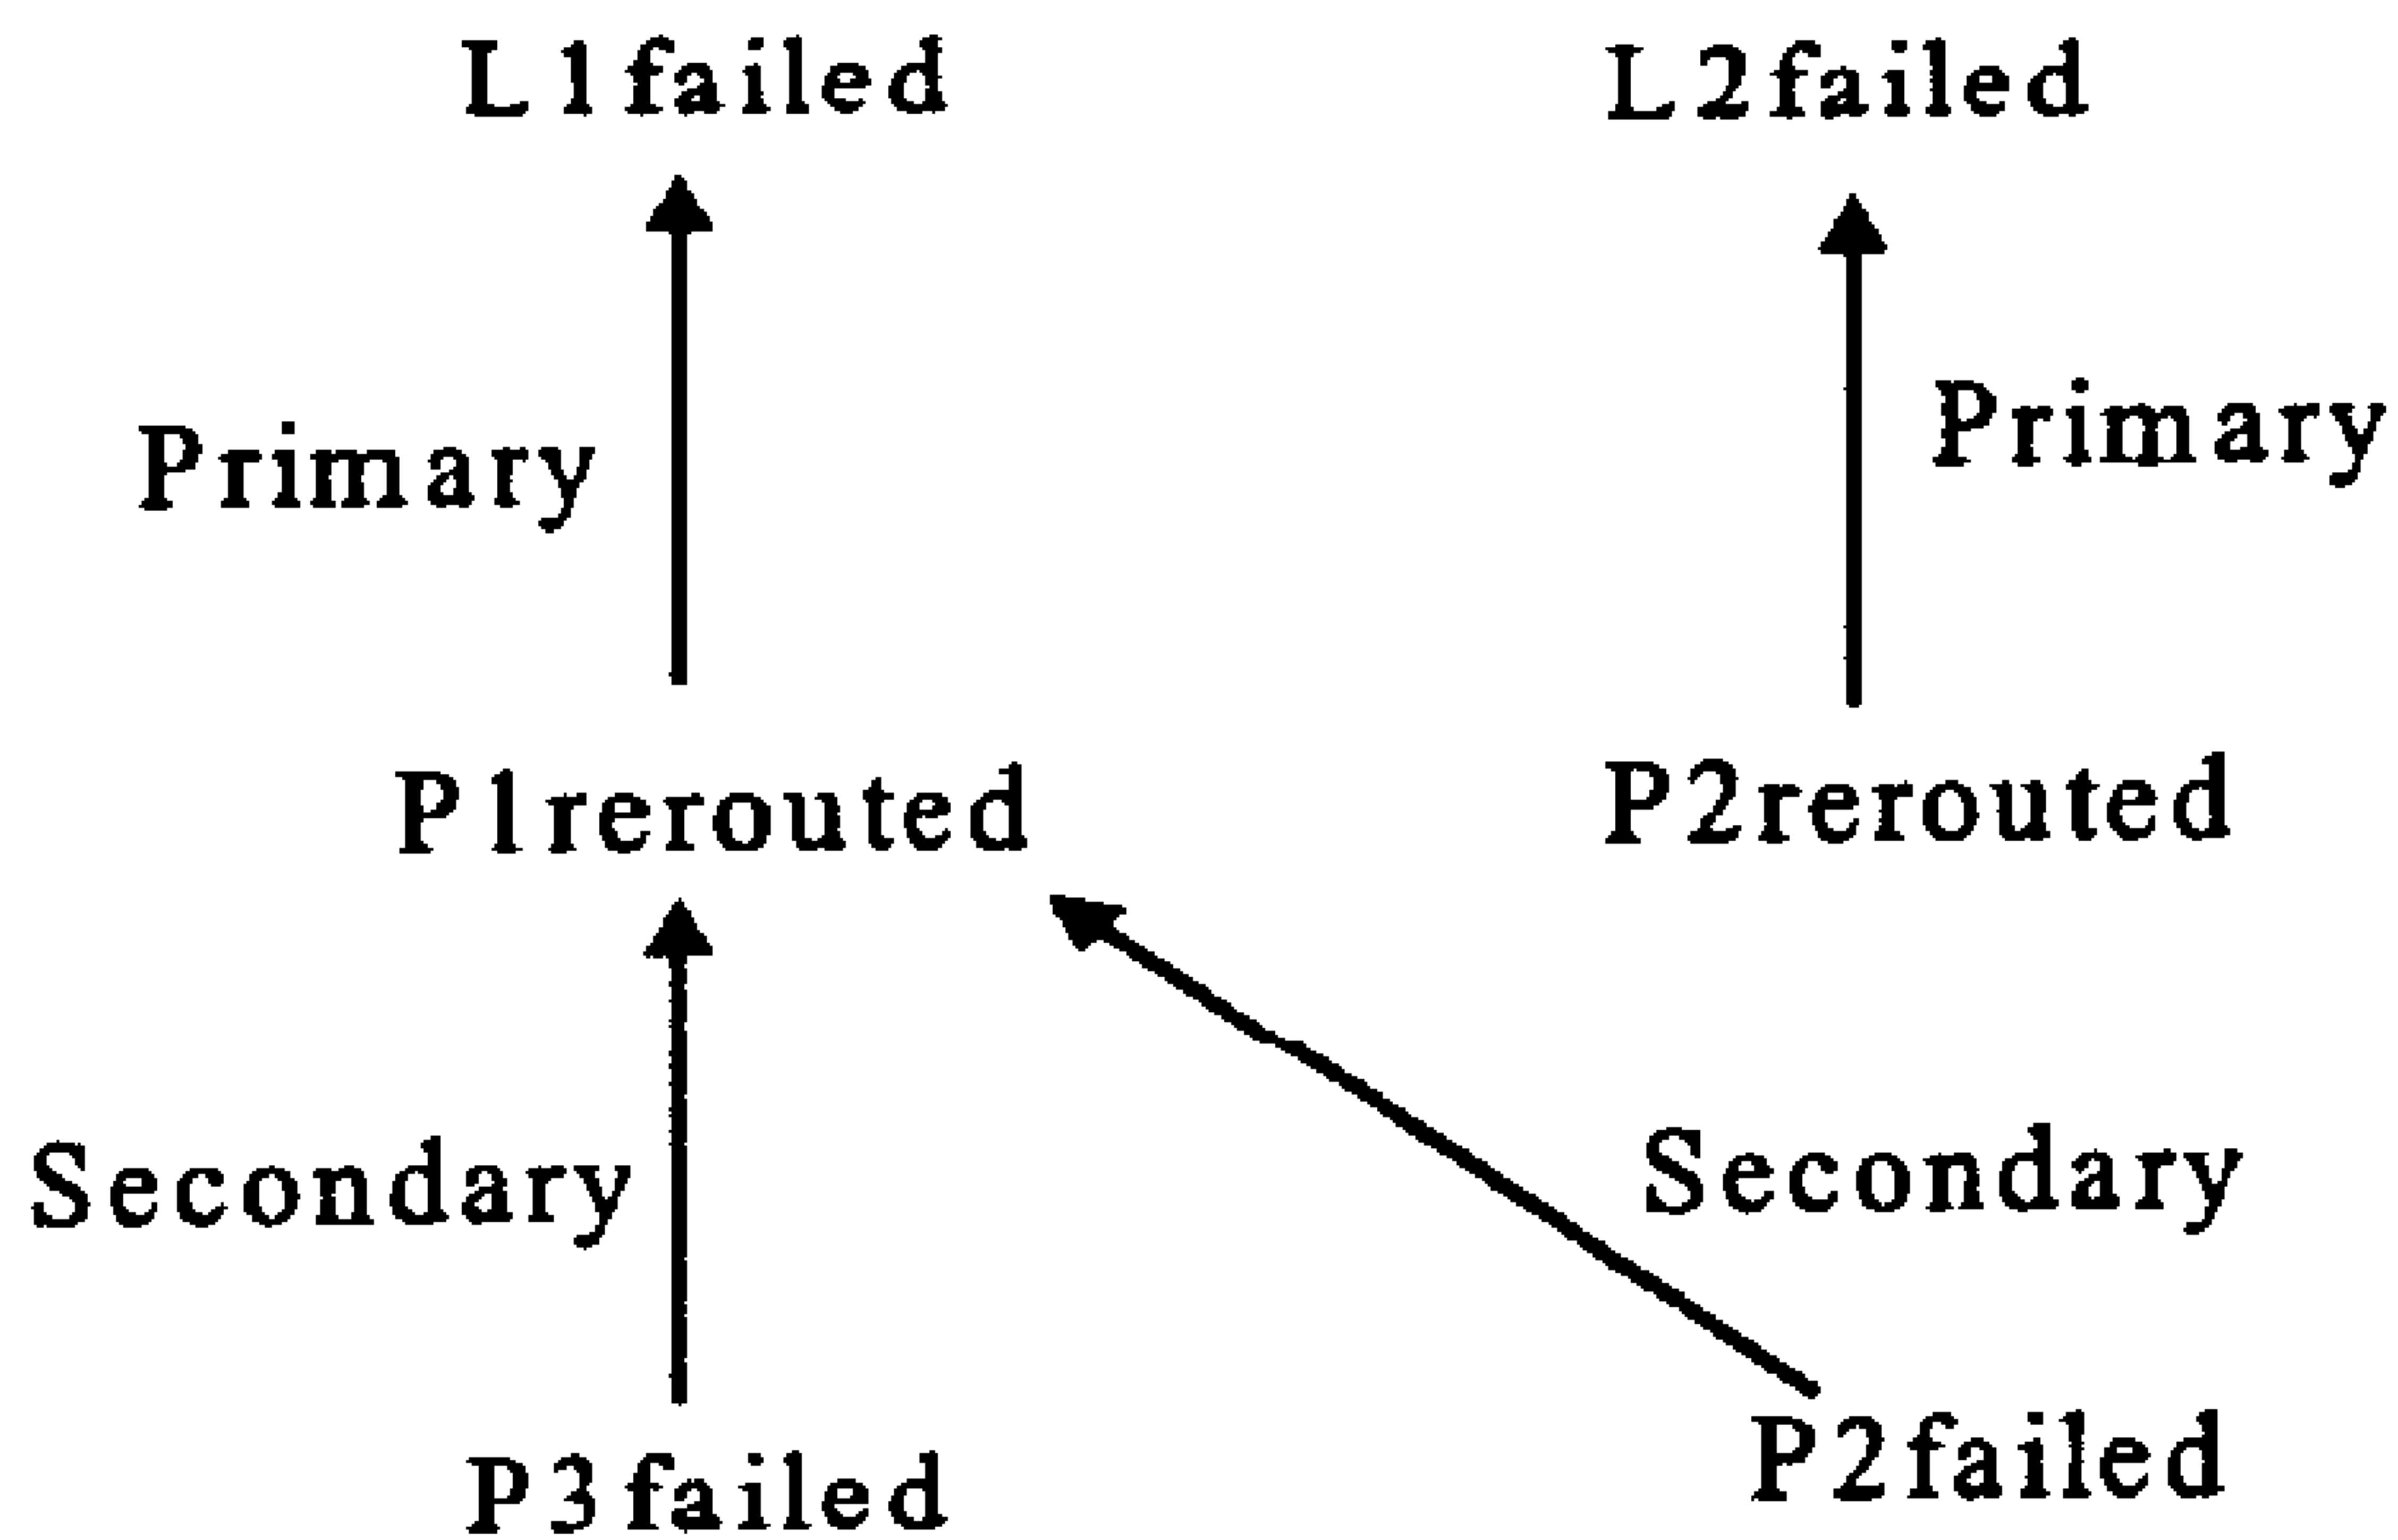 L1failed
L2failed
Primary
Primary
P1rerouted
P2rerouted
Secondary
Secondary
P3failed
P2failed